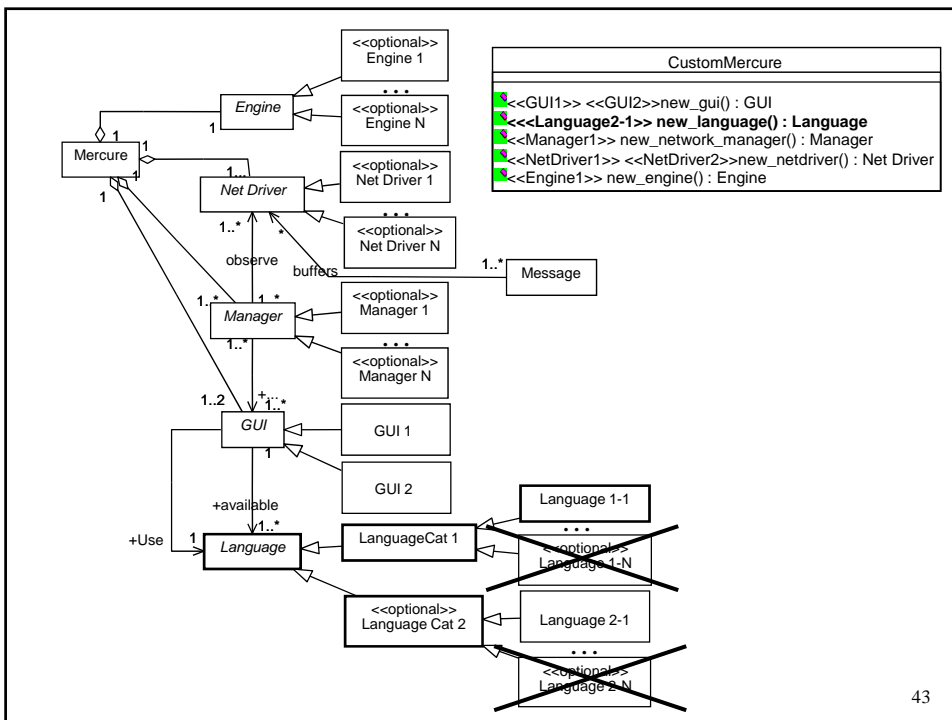 <<optional>>
Engine 1
...
<<optional>>
Engine N
Engine
1
1
Mercure
1
1
1
1...
Net Driver
<<optional>>
Net Driver 1
...
<<optional>>
Net Driver N
1..*
*
observe
buffers
1..*
Message
1..*
1..*
Manager
1..*
<<optional>>
Manager 1
...
<<optional>>
Manager N
1..2
+...
1..*
GUI
1
GUI 1
GUI 2
+available
1..*
+Use
1
Language
LanguageCat 1
Language 1-1
...
<<optional>>
Language 1-N
<<optional>>
Language Cat 2
Language 2-1
...
<<optional>>
Language 2-N
CustomMercure
<<GUI1>> <<GUI2>>new_gui() : GUI
<<<Language2-1>> new_language() : Language
<<Manager1>> new_network_manager() : Manager
<<NetDriver1>> <<NetDriver2>>new_netdriver() : Net Driver
<<Engine1>> new_engine() : Engine
43